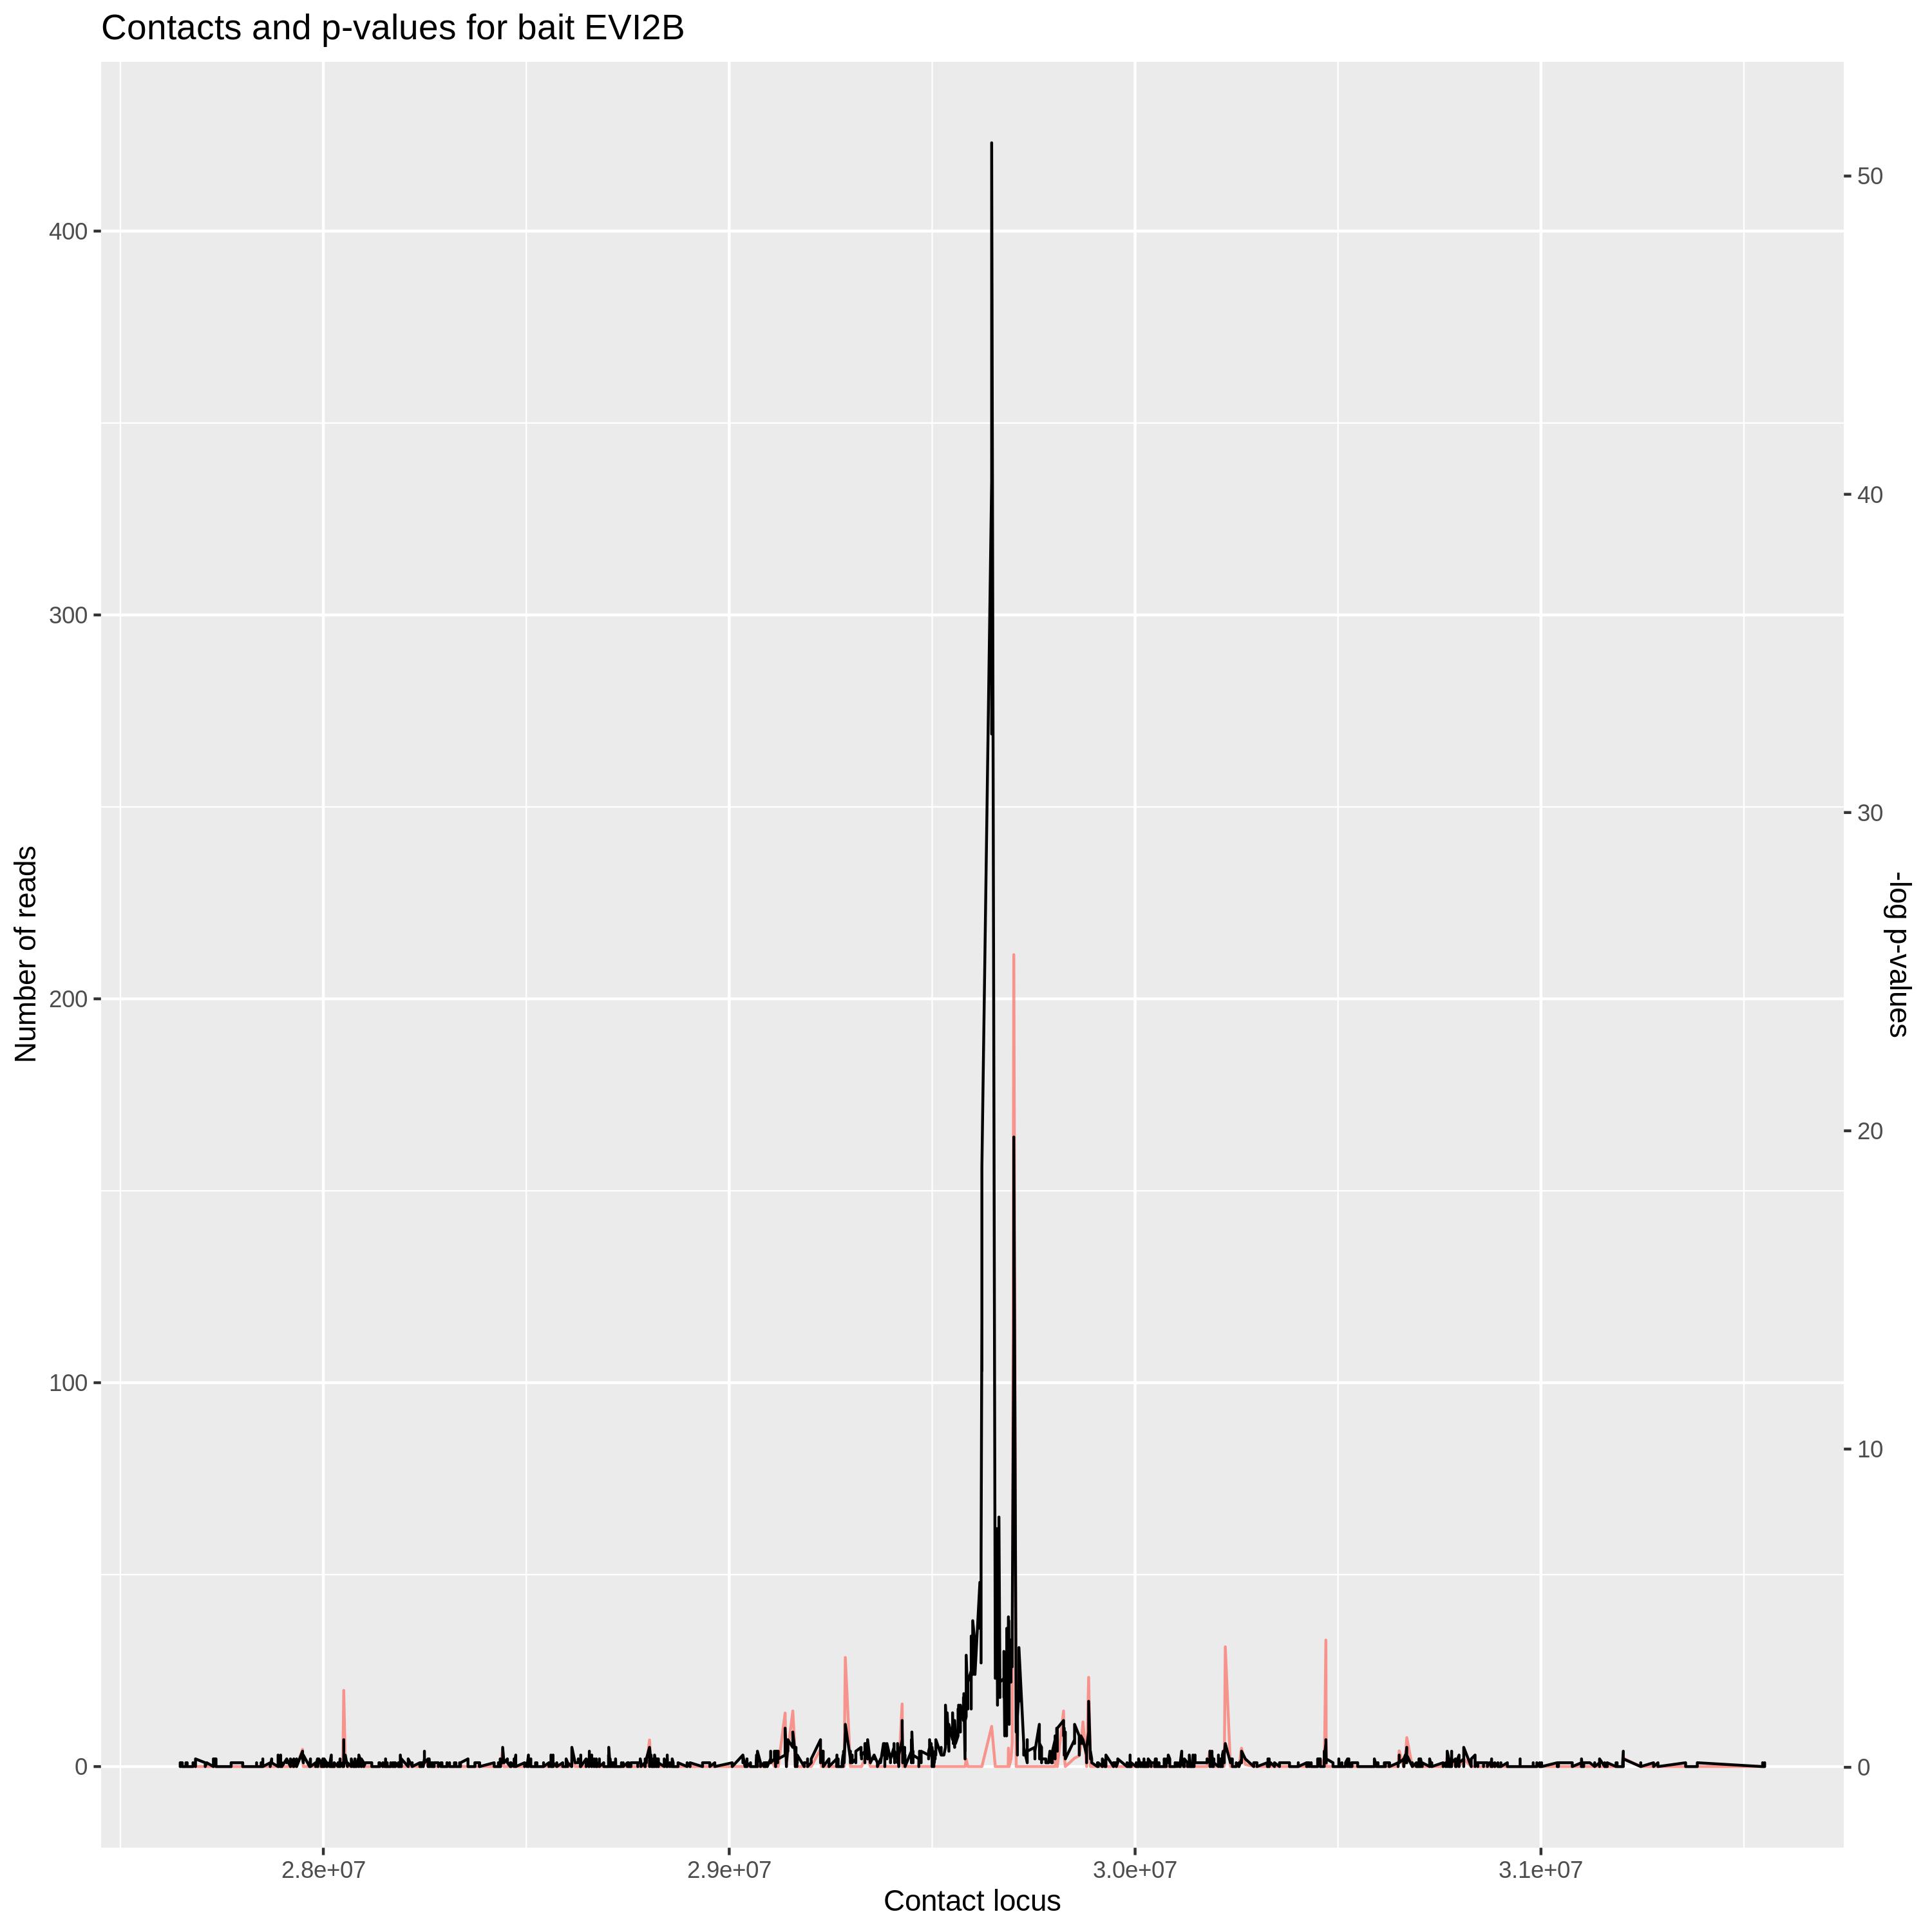 Contacts and p-values for bait EVI2B
400
300
200
100
0
Number of reads
50
40
30
20
10
0
-log p-values
2.8e+07
2.9e+07
3.0e+07
3.1e+07
Contact locus